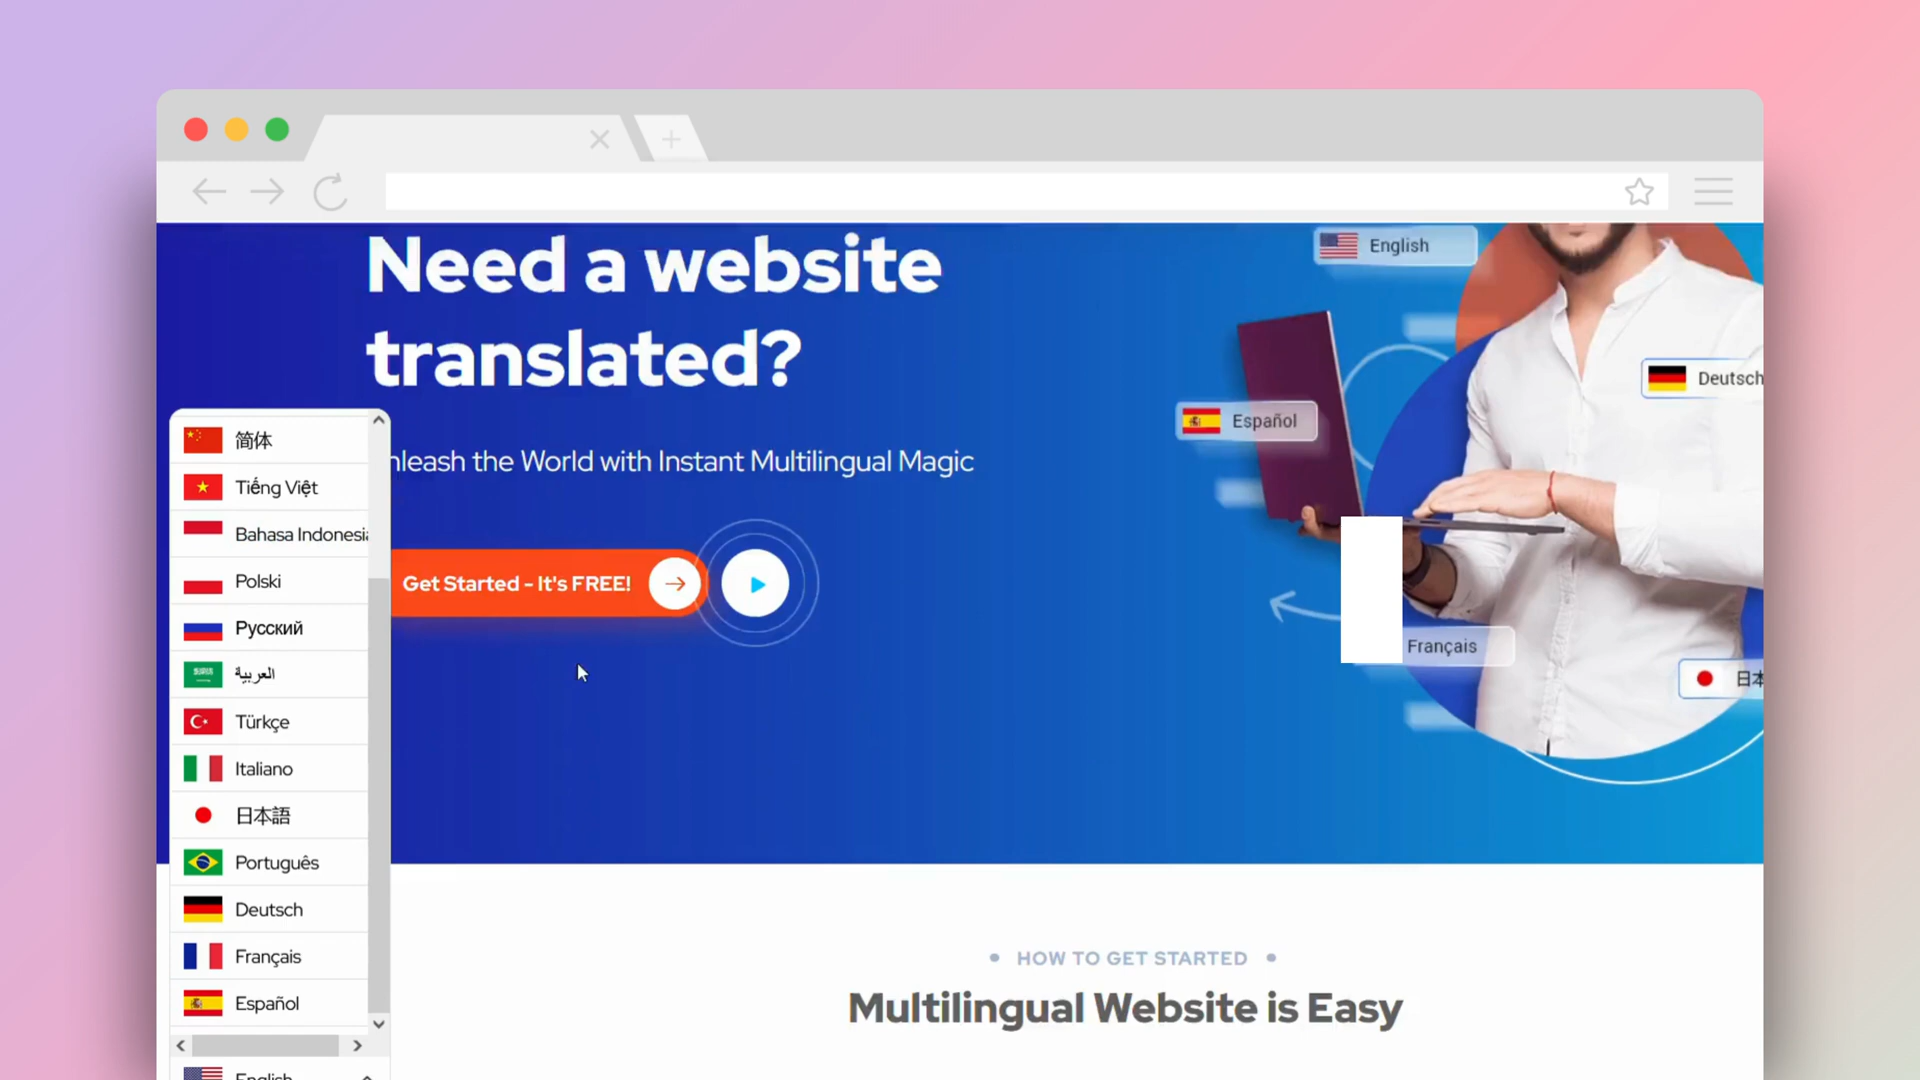 Need a website
translated?
nleash the World with Instant Multilingual Magic
Get Started - It's FREE!
English
Deutsch
Español
Français
日本
简体
Tiếng Việt
Bahasa Indonesia
Polski
Русский
العربية
Türkçe
Italiano
日本語
Português
Deutsch
Français
Español
English
HOW TO GET STARTED
Multilingual Website is Easy